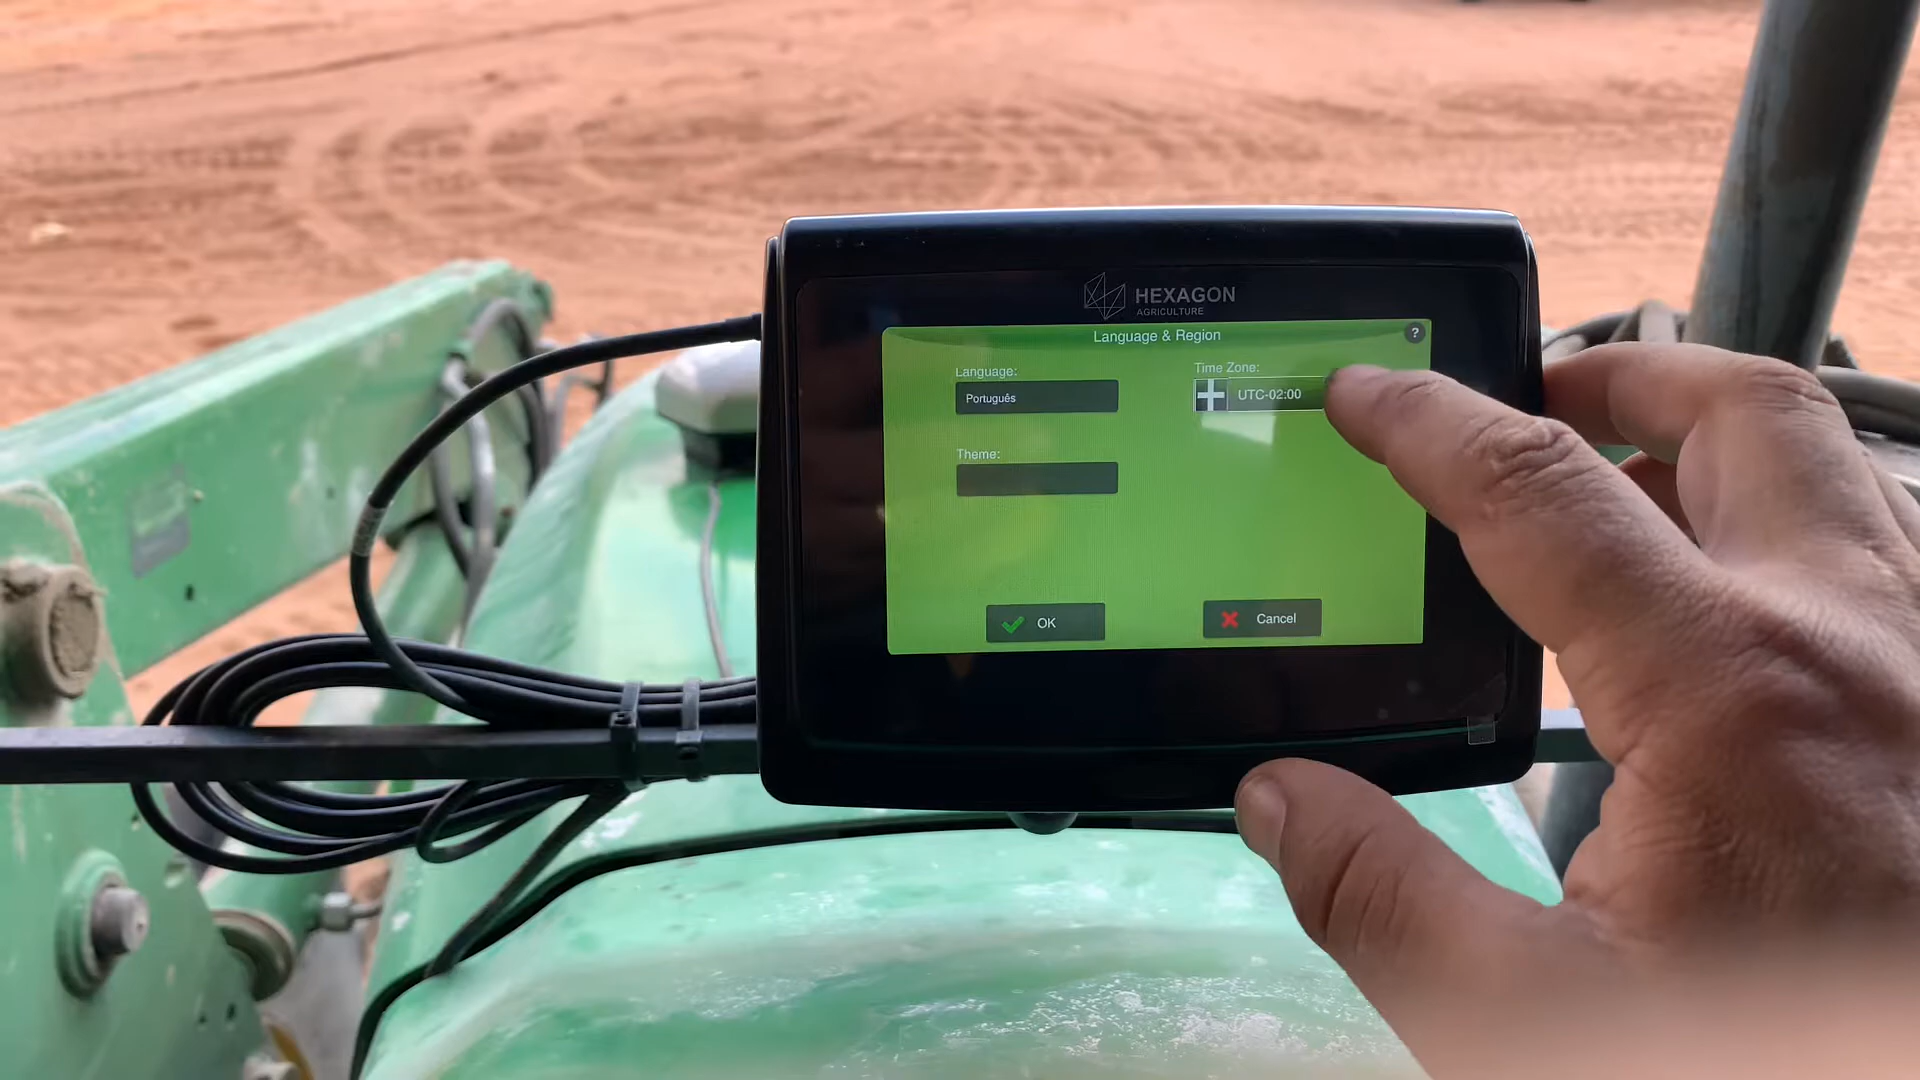 HEXAGON
AGRICULTURE
Language & Region
?
Language:
Português
Time Zone:
UTC-02:00
Theme:
OK
Cancel